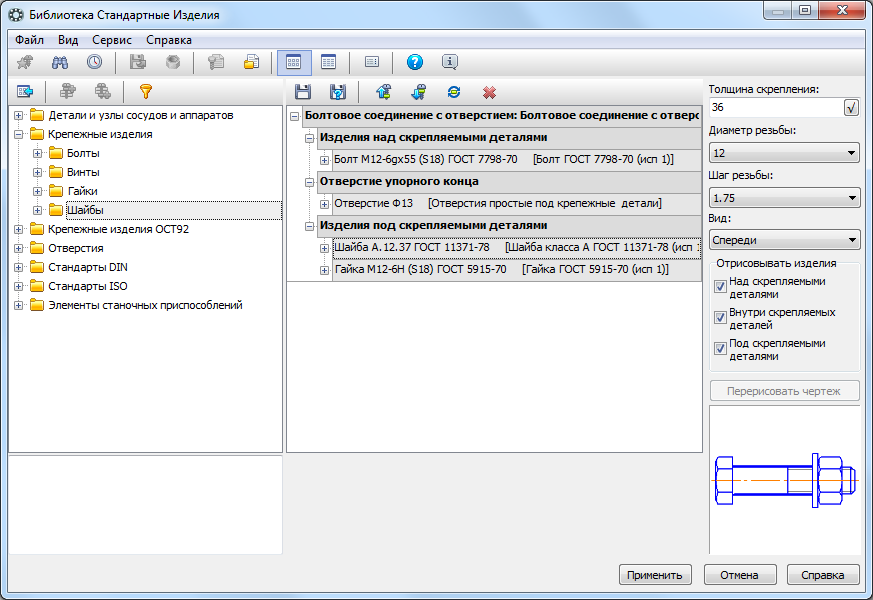 Библиотека Стандартные Изделия
Файл Вид Сервис Справка
Детали и узлы сосудов и аппаратов
Крепежные изделия
Болты
Винты
Гайки
Шайбы
Крепежные изделия ОСТ92
Отверстия
Стандарты DIN
Стандарты ISO
Элементы станочных приспособлений
Болтовое соединение с отверстием: Болтовое соединение с отверс
Изделия над скрепляемыми деталями
Болт М12-6gx55 (S18) ГОСТ 7798-70 [Болт ГОСТ 7798-70 (исп 1)]
Отверстие упорного конца
Отверстие Ф13 [Отверстия простые под крепежные детали]
Изделия под скрепляемыми деталями
Шайба А.12.37 ГОСТ 11371-78 [Шайба класса А ГОСТ 11371-78 (исп
Гайка М12-6Н (S18) ГОСТ 5915-70 [Гайка ГОСТ 5915-70 (исп 1)]
Толщина скрепления:
36
Диаметр резьбы:
12
Шаг резьбы:
1.75
Вид:
Спереди
Отрисовывать изделия
Над скрепляемыми
деталями
Внутри скрепляемых
деталей
Под скрепляемыми
деталями
Перерисовать чертеж
Применить Отмена Справка